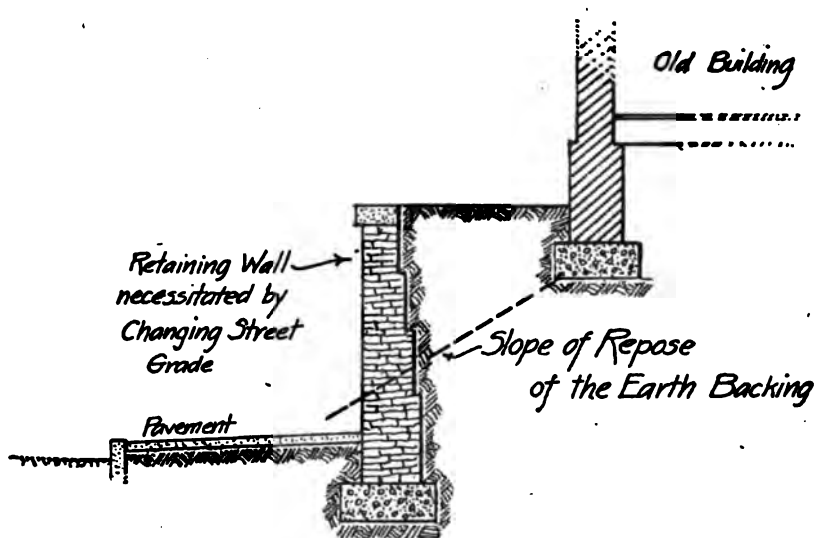 Old Building
Retaining Wall
necessitated by
Changing Street
Grade
Slope of Repose
of the Earth Backing
Pavement